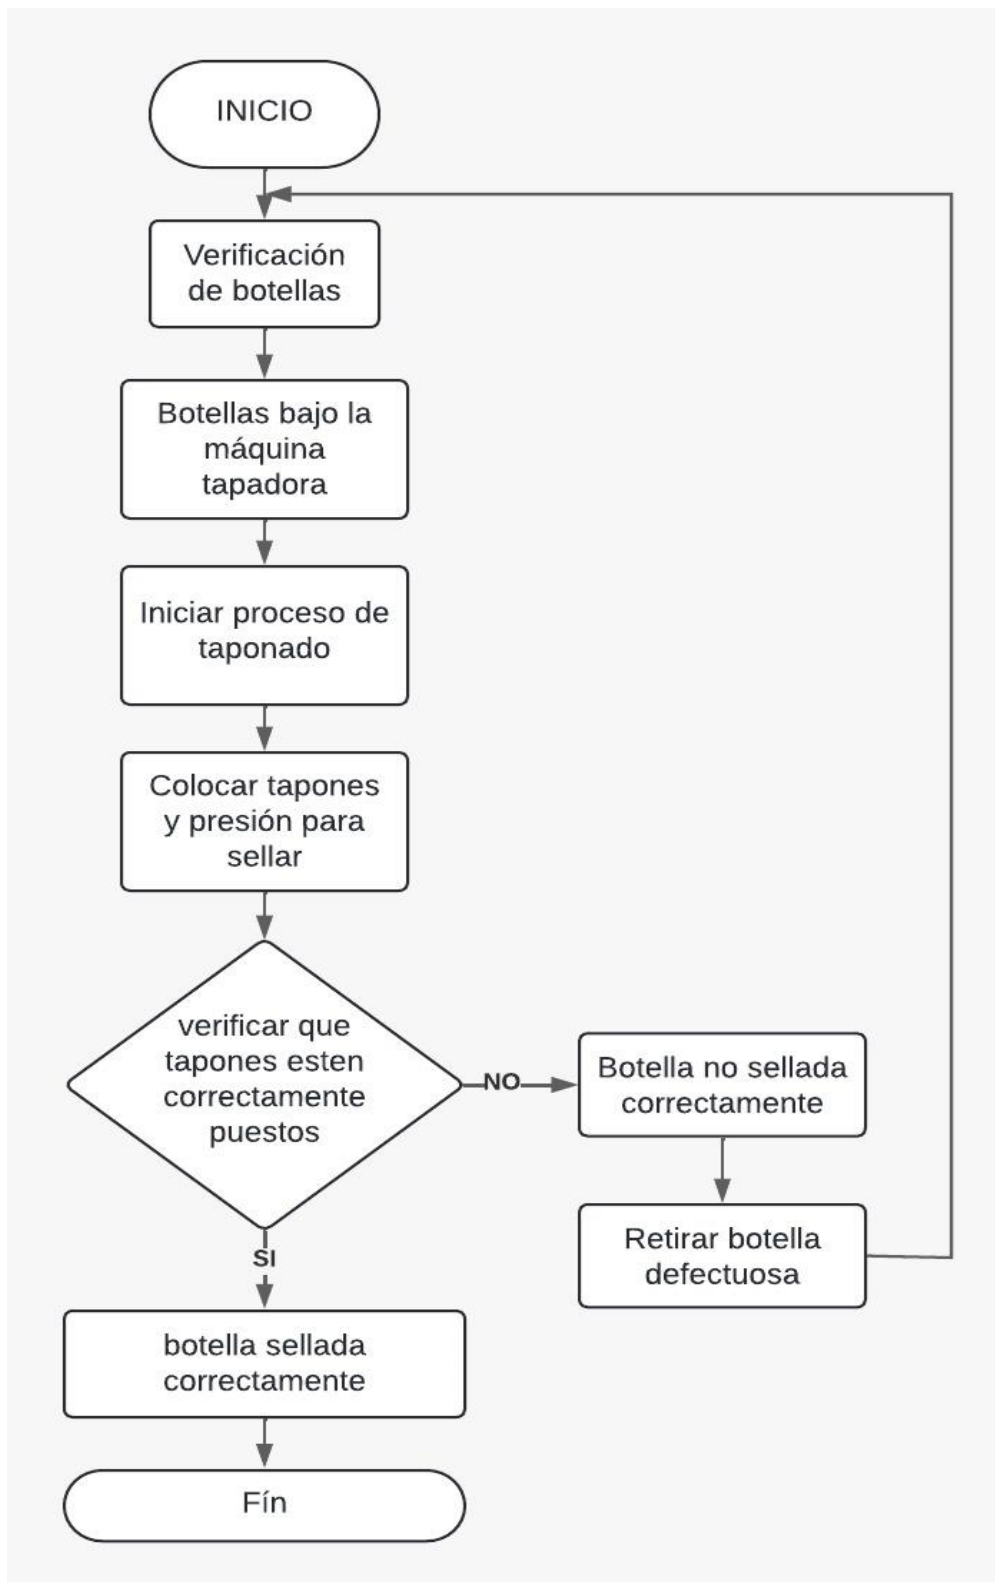 INICIO
Verificación
de botellas
Botellas bajo la
máquina
tapadora
Iniciar proceso de
taponado
Colocar tapones
y presión para
sellar
verificar que
tapones esten
correctamente
puestos
NO
Botella no sellada
correctamente
Retirar botella
defectuosa
SI
botella sellada
correctamente
Fín